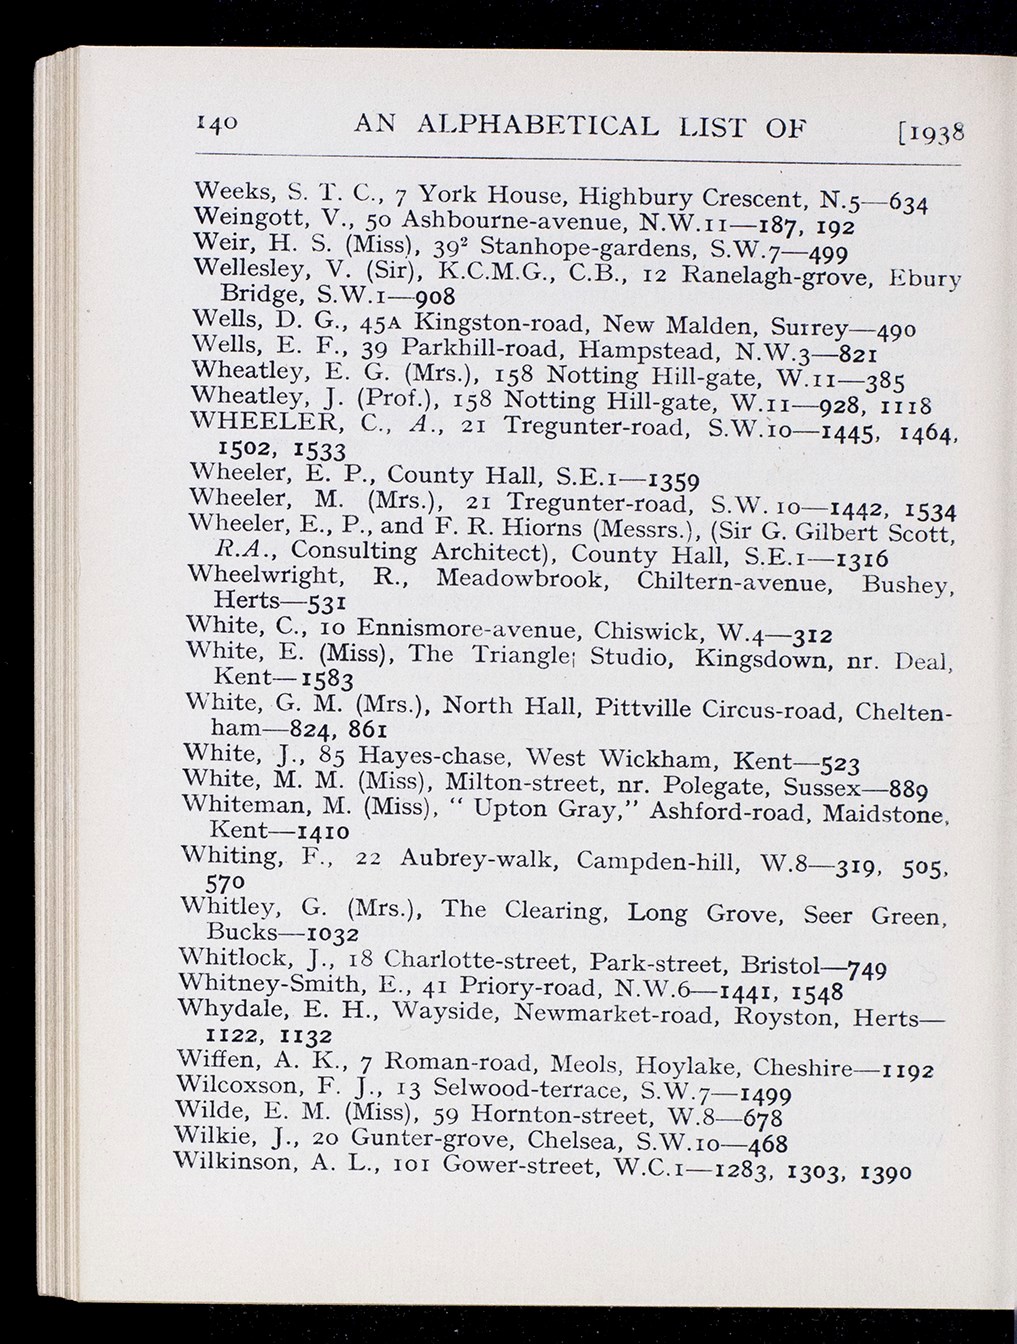 140 AN ALPHABETICAL LIST OF [1938
Weeks, S. T. C., 7 York House, Highbury Crescent, N.5—634
Weingott, V., 50 Ashbourne-avenue, N.W.11—187, 192
Weir, H. S. (Miss), 39² Stanhope-gardens, S.W.7—499
Wellesley, V. (Sir), K.C.M.G., C.B., 12 Ranelagh-grove, Ebury
Bridge, S.W.1—908
Wells, D. G., 45A Kingston-road, New Malden, Surrey—490
Wells, E. F., 39 Parkhill-road, Hampstead, N.W.3—821
Wheatley, E. G. (Mrs.), 158 Notting Hill-gate, W.11—385
Wheatley, J. (Prof.), 158 Notting Hill-gate, W.11—928, 1118
WHEELER, C., A., 21 Tregunter-road, S.W.10—1445, 1464,
1502, 1533
Wheeler, E. P., County Hall, S.E.1—1359
Wheeler, M. (Mrs.), 21 Tregunter-road, S.W. 10—1442, 1534
Wheeler, E., P., and F. R. Hiorns (Messrs.), (Sir G. Gilbert Scott,
R.A., Consulting Architect), County Hall, S.E.1—1316
Wheelwright, R., Meadowbrook, Chiltern-avenue, Bushey,
Herts—531
White, C., 10 Ennismore-avenue, Chiswick, W.4—312
White, E. (Miss), The Triangle; Studio, Kingsdown, nr. Deal,
Kent—1583
White, G. M. (Mrs.), North Hall, Pittville Circus-road, Chelten-
ham—824, 861
White, J., 85 Hayes-chase, West Wickham, Kent—523
White, M. M. (Miss), Milton-street, nr. Polegate, Sussex—889
Whiteman, M. (Miss), “ Upton Gray,” Ashford-road, Maidstone,
Kent—1410
Whiting, F., 22 Aubrey-walk, Campden-hill, W.8—319, 505,
570
Whitley, G. (Mrs.), The Clearing, Long Grove, Seer Green,
Bucks—1032
Whitlock, J., 18 Charlotte-street, Park-street, Bristol—749
Whitney-Smith, E., 41 Priory-road, N.W.6—1441, 1548
Whydale, E. H., Wayside, Newmarket-road, Royston, Herts—
1122, 1132
Wiffen, A. K., 7 Roman-road, Meols, Hoylake, Cheshire—1192
Wilcoxson, F. J., 13 Selwood-terrace, S.W.7—1499
Wilde, E. M. (Miss), 59 Hornton-street, W.8—678
Wilkie, J., 20 Gunter-grove, Chelsea, S.W.10—468
Wilkinson, A. L., 101 Gower-street, W.C.1—1283, 1303, 1390